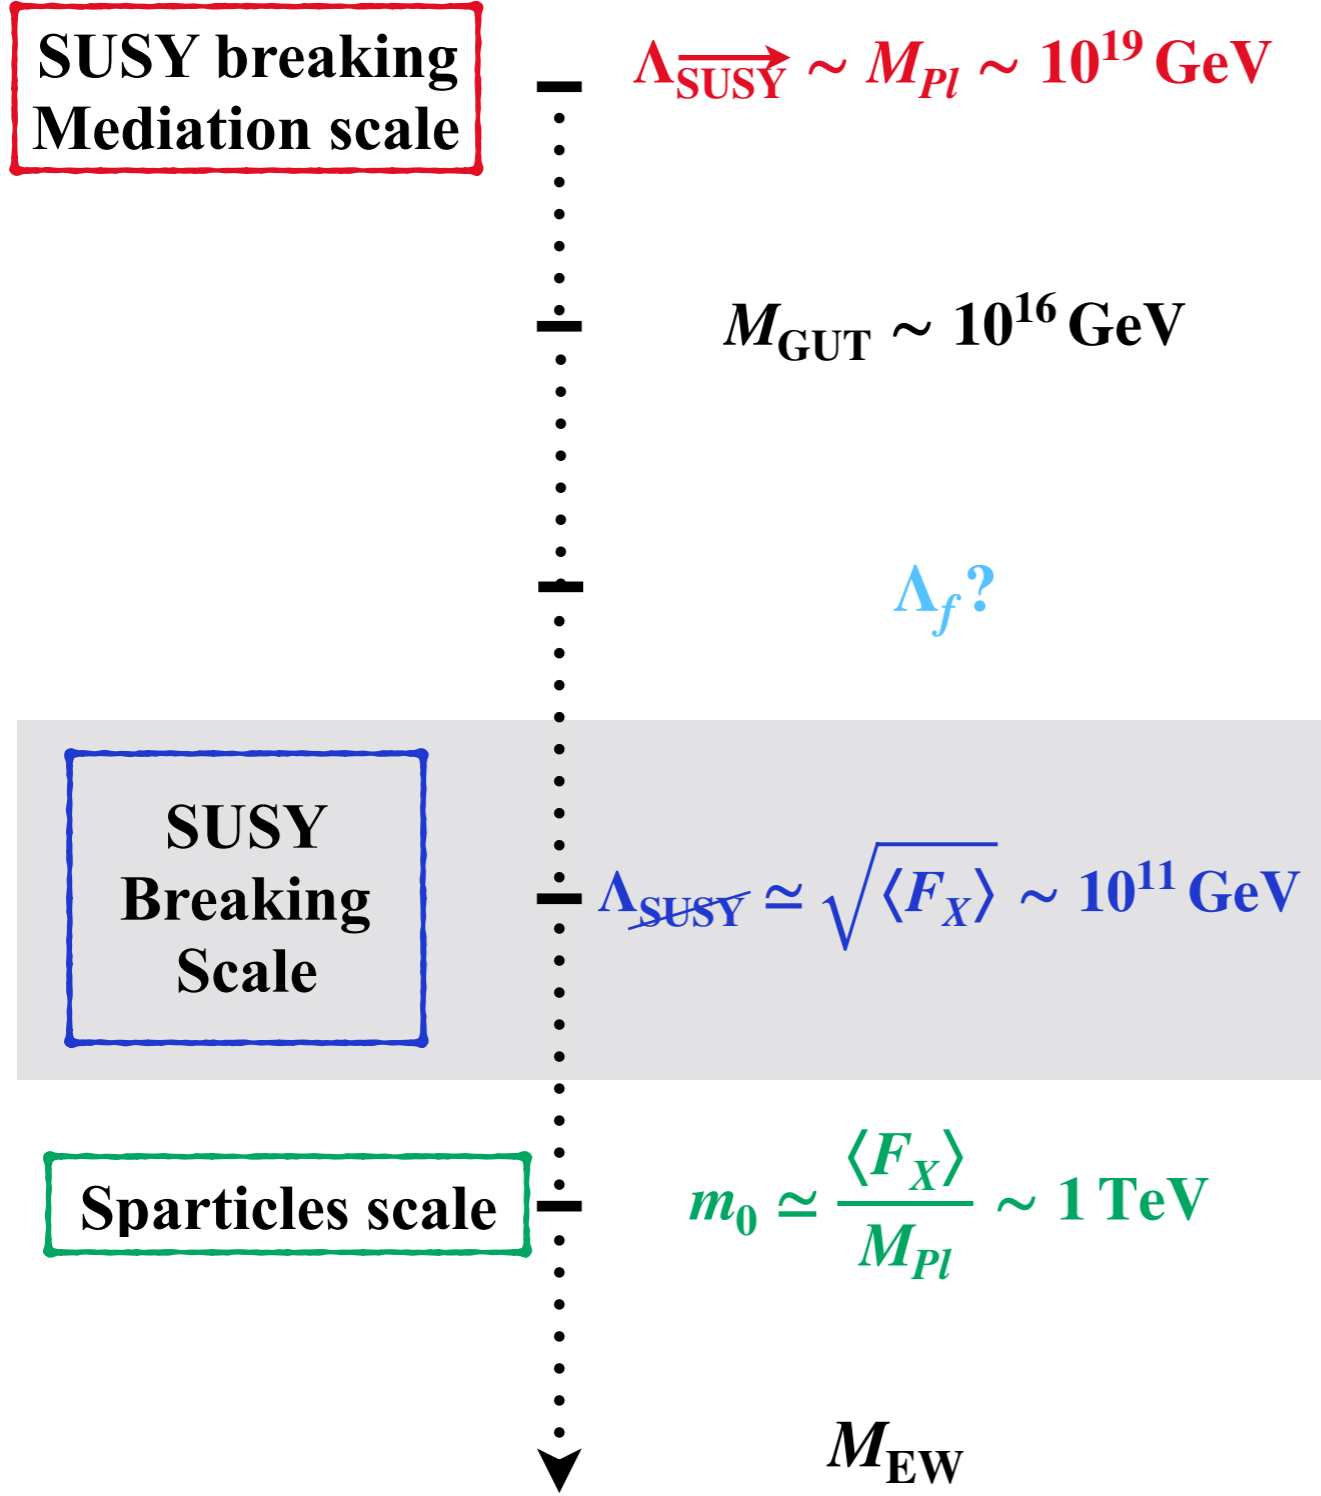 SUSY breaking
Mediation scale
Λ_SUSY→ ∼ M_Pl ∼ 10^19 GeV
M_GUT ∼ 10^16 GeV
Λ_f ?
SUSY
Breaking
Scale
Λ_S̸U̸S̸Y̸ ≃ √⟨F_X⟩ ∼ 10^11 GeV
Sparticles scale
m_0 ≃ ⟨F_X⟩ / M_Pl ∼ 1 TeV
M_EW